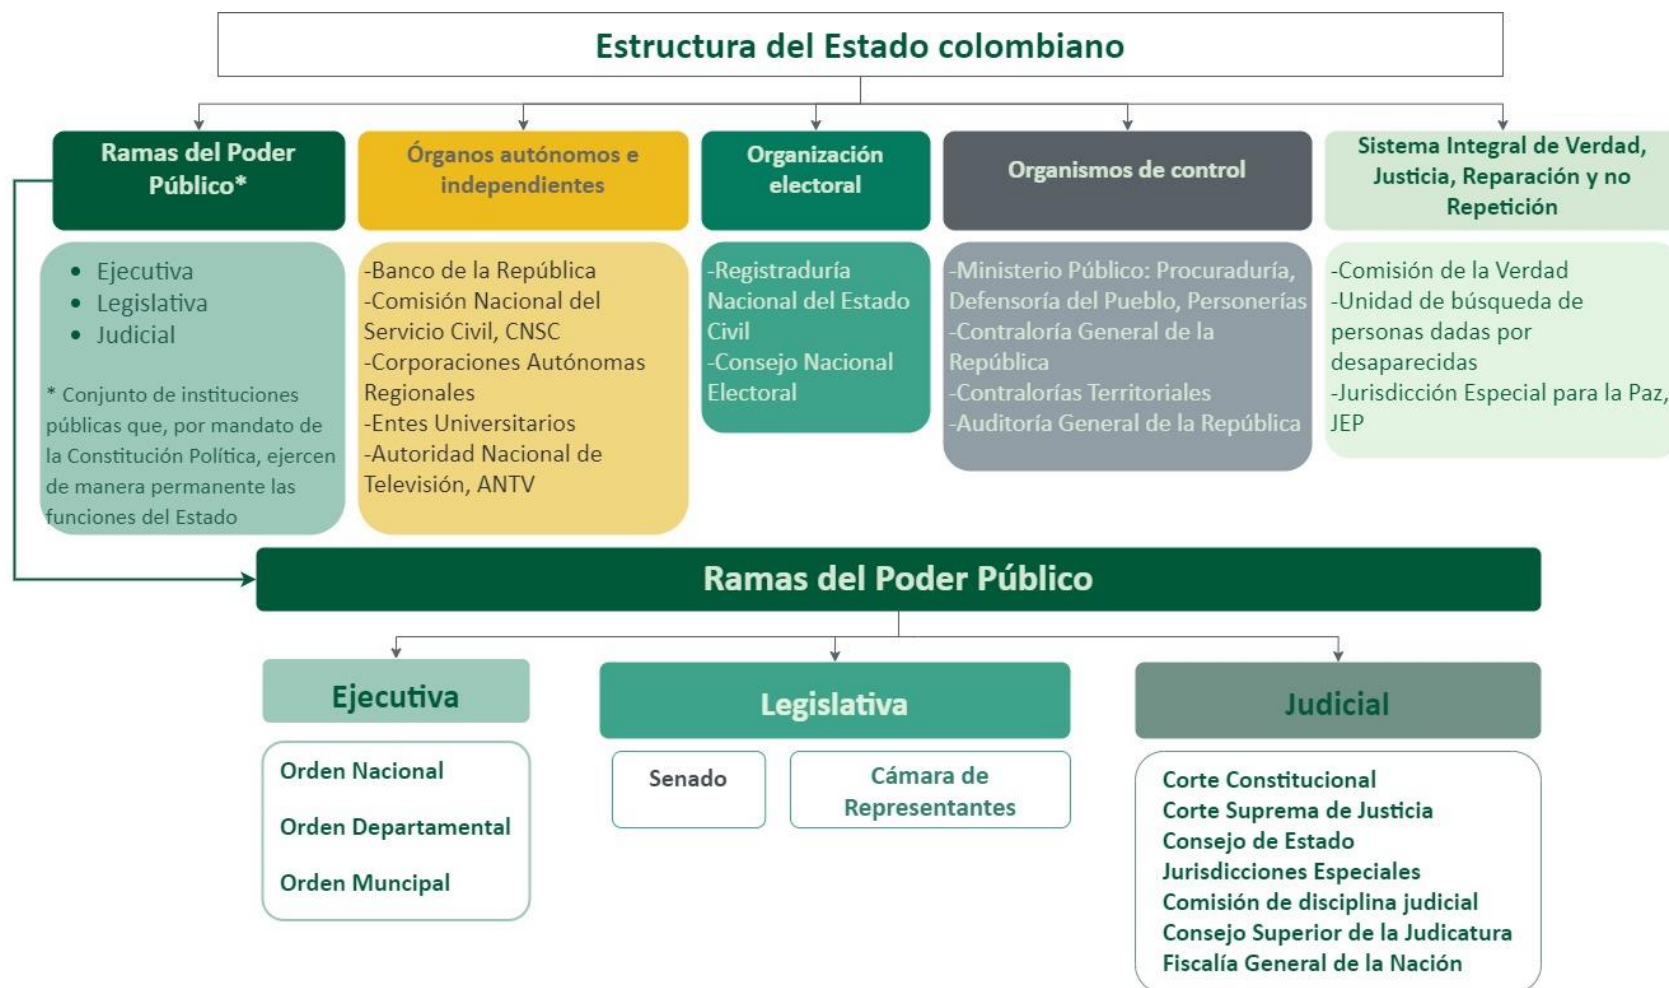 Estructura del Estado colombiano
Ramas del Poder
Público*
• Ejecutiva
• Legislativa
• Judicial
* Conjunto de instituciones
públicas que, por mandato de
la Constitución Política, ejercen
de manera permanente las
funciones del Estado
Órganos autónomos e
independientes
-Banco de la República
-Comisión Nacional del
Servicio Civil, CNSC
-Corporaciones Autónomas
Regionales
-Entes Universitarios
-Autoridad Nacional de
Televisión, ANTV
Organización
electoral
-Registraduría
Nacional del Estado
Civil
-Consejo Nacional
Electoral
Organismos de control
-Ministerio Público: Procuraduría,
Defensoría del Pueblo, Personerías
-Contraloría General de la
República
-Contralorías Territoriales
-Auditoría General de la República
Sistema Integral de Verdad,
Justicia, Reparación y no
Repetición
-Comisión de la Verdad
-Unidad de búsqueda de
personas dadas por
desaparecidas
-Jurisdicción Especial para la Paz,
JEP
Ramas del Poder Público
Ejecutiva
Orden Nacional
Orden Departamental
Orden Muncipal
Legislativa
Senado
Cámara de
Representantes
Judicial
Corte Constitucional
Corte Suprema de Justicia
Consejo de Estado
Jurisdicciones Especiales
Comisión de disciplina judicial
Consejo Superior de la Judicatura
Fiscalía General de la Nación